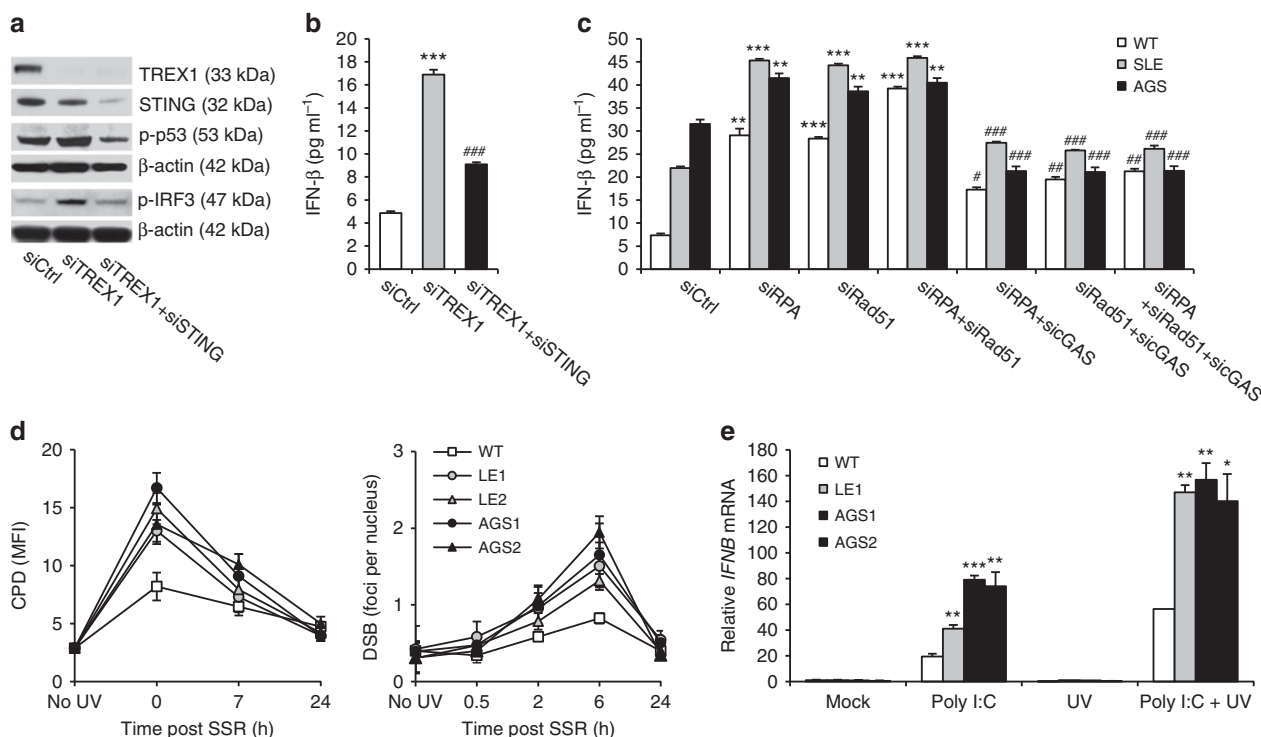 a
TREX1 (33 kDa)
STING (32 kDa)
p-p53 (53 kDa)
β-actin (42 kDa)
p-IRF3 (47 kDa)
β-actin (42 kDa)
siCtrl
siTREX1
siTREX1+siSTING
b
IFN-β (pg ml⁻¹)
20
18
16
14
12
10
8
6
4
2
0
***
###
siCtrl
siTREX1
siTREX1+siSTING
c
IFN-β (pg ml⁻¹)
50
45
40
35
30
25
20
15
10
5
0
WT
SLE
AGS
** *** **
*** *** **
*** *** **
# ### ###
## ### ###
## ### ###
siCtrl
siRPA
siRad51
siRPA+siRad51
siRPA+sicGAS
siRad51+sicGAS
siRPA
+siRad51+sicGAS
d
CPD (MFI)
20
15
10
5
0
No UV 0 7 24
Time post SSR (h)
DSB (foci per nucleus)
3
2
1
0
WT
LE1
LE2
AGS1
AGS2
No UV 0.5 2 6 24
Time post SSR (h)
e
Relative IFNB mRNA
180
160
140
120
100
80
60
40
20
0
WT
LE1
AGS1
AGS2
** *** **
** ** *
Mock Poly I:C UV Poly I:C + UV